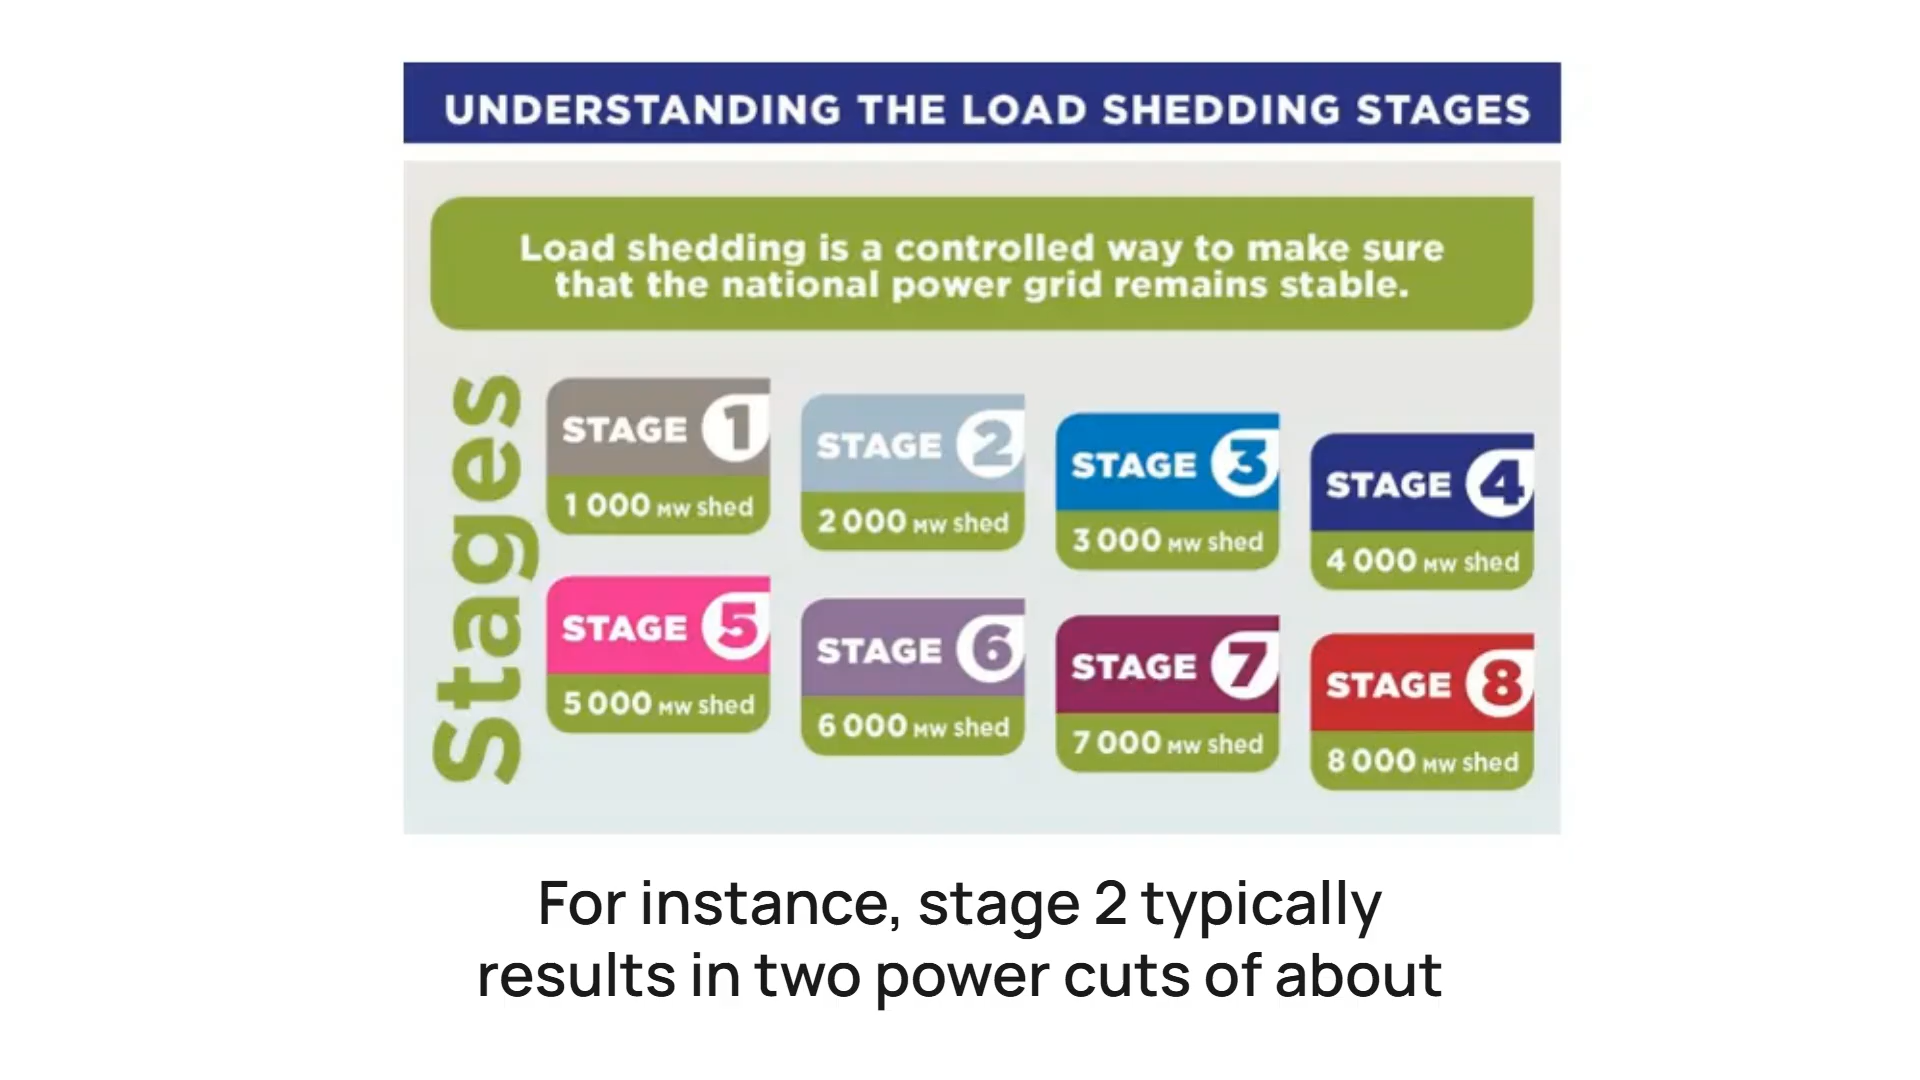 UNDERSTANDING THE LOAD SHEDDING STAGES
Load shedding is a controlled way to make sure
that the national power grid remains stable.
Stages
STAGE 1
1 000 MW shed
STAGE 2
2 000 MW shed
STAGE 3
3 000 MW shed
STAGE 4
4 000 MW shed
STAGE 5
5 000 MW shed
STAGE 6
6 000 MW shed
STAGE 7
7 000 MW shed
STAGE 8
8 000 MW shed
For instance, stage 2 typically
results in two power cuts of about